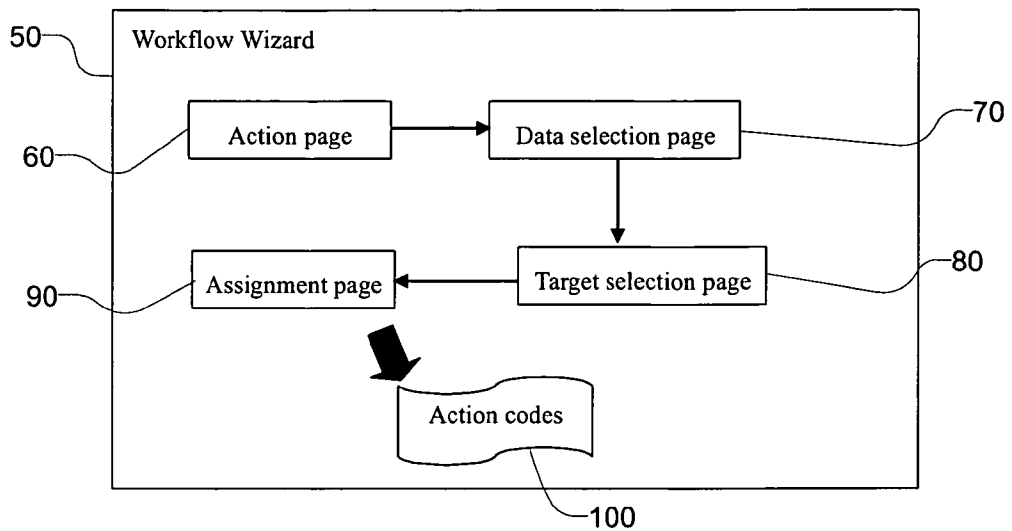 50
Workflow Wizard
Action page
Data selection page
70
60
Assignment page
Target selection page
80
90
Action codes
100